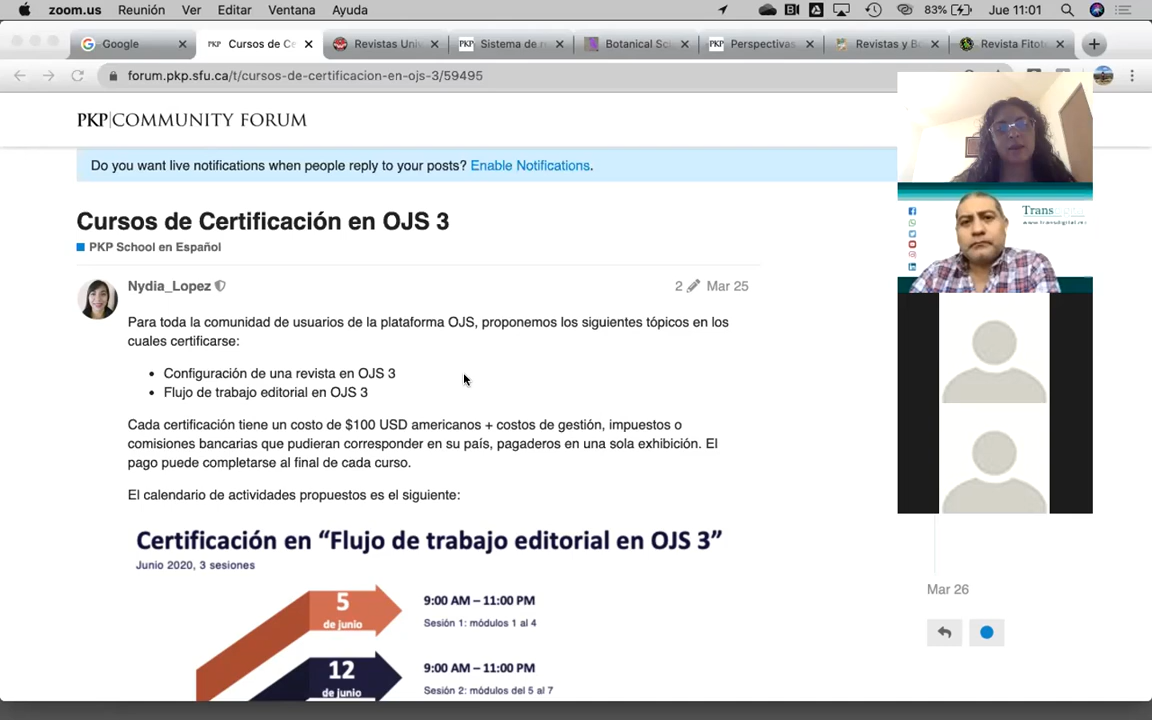 zoom.us Reunión Ver Editar Ventana Ayuda 83% Jue 11:01
Google Cursos de Ce Revistas Uni Sistema de re Botanical Sci Perspectivas Revistas y B Revista Fitot
forum.pkp.sfu.ca/t/cursos-de-certificacion-en-ojs-3/59495
PKP|COMMUNITY FORUM
Do you want live notifications when people reply to your posts? Enable Notifications.
Cursos de Certificación en OJS 3
PKP School en Español
Nydia_Lopez 2 Mar 25
Para toda la comunidad de usuarios de la plataforma OJS, proponemos los siguientes tópicos en los
cuales certificarse:
• Configuración de una revista en OJS 3
• Flujo de trabajo editorial en OJS 3
Cada certificación tiene un costo de $100 USD americanos + costos de gestión, impuestos o
comisiones bancarias que pudieran corresponder en su país, pagaderos en una sola exhibición. El
pago puede completarse al final de cada curso.
El calendario de actividades propuestos es el siguiente:
Certificación en “Flujo de trabajo editorial en OJS 3”
Junio 2020, 3 sesiones
5
de junio
9:00 AM – 11:00 PM
Sesión 1: módulos 1 al 4
12
de junio
9:00 AM – 11:00 PM
Sesión 2: módulos del 5 al 7
Trans
Mar 26